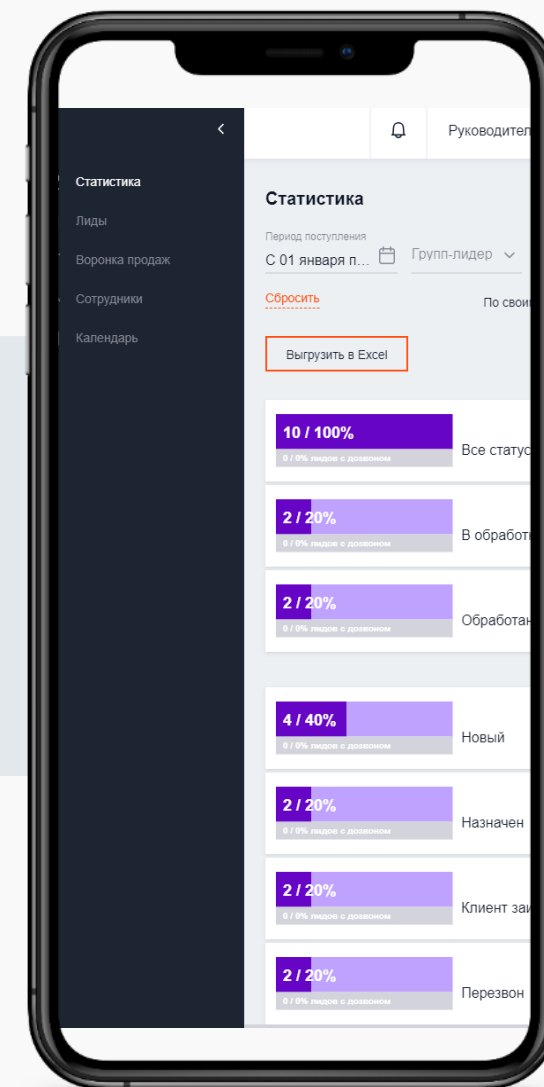 Руководител
Статистика
Лиды
Воронка продаж
Сотрудники
Календарь
Статистика
Период поступления
С 01 января п...
Групп-лидер
Сбросить
По свои
Выгрузить в Excel
10 / 100%
0 / 0% лидов с дозвоном
Все статус
2 / 20%
0 / 0% лидов с дозвоном
В обработк
2 / 20%
0 / 0% лидов с дозвоном
Обработан
4 / 40%
0 / 0% лидов с дозвоном
Новый
2 / 20%
0 / 0% лидов с дозвоном
Назначен
2 / 20%
0 / 0% лидов с дозвоном
Клиент заи
2 / 20%
0 / 0% лидов с дозвоном
Перезвон